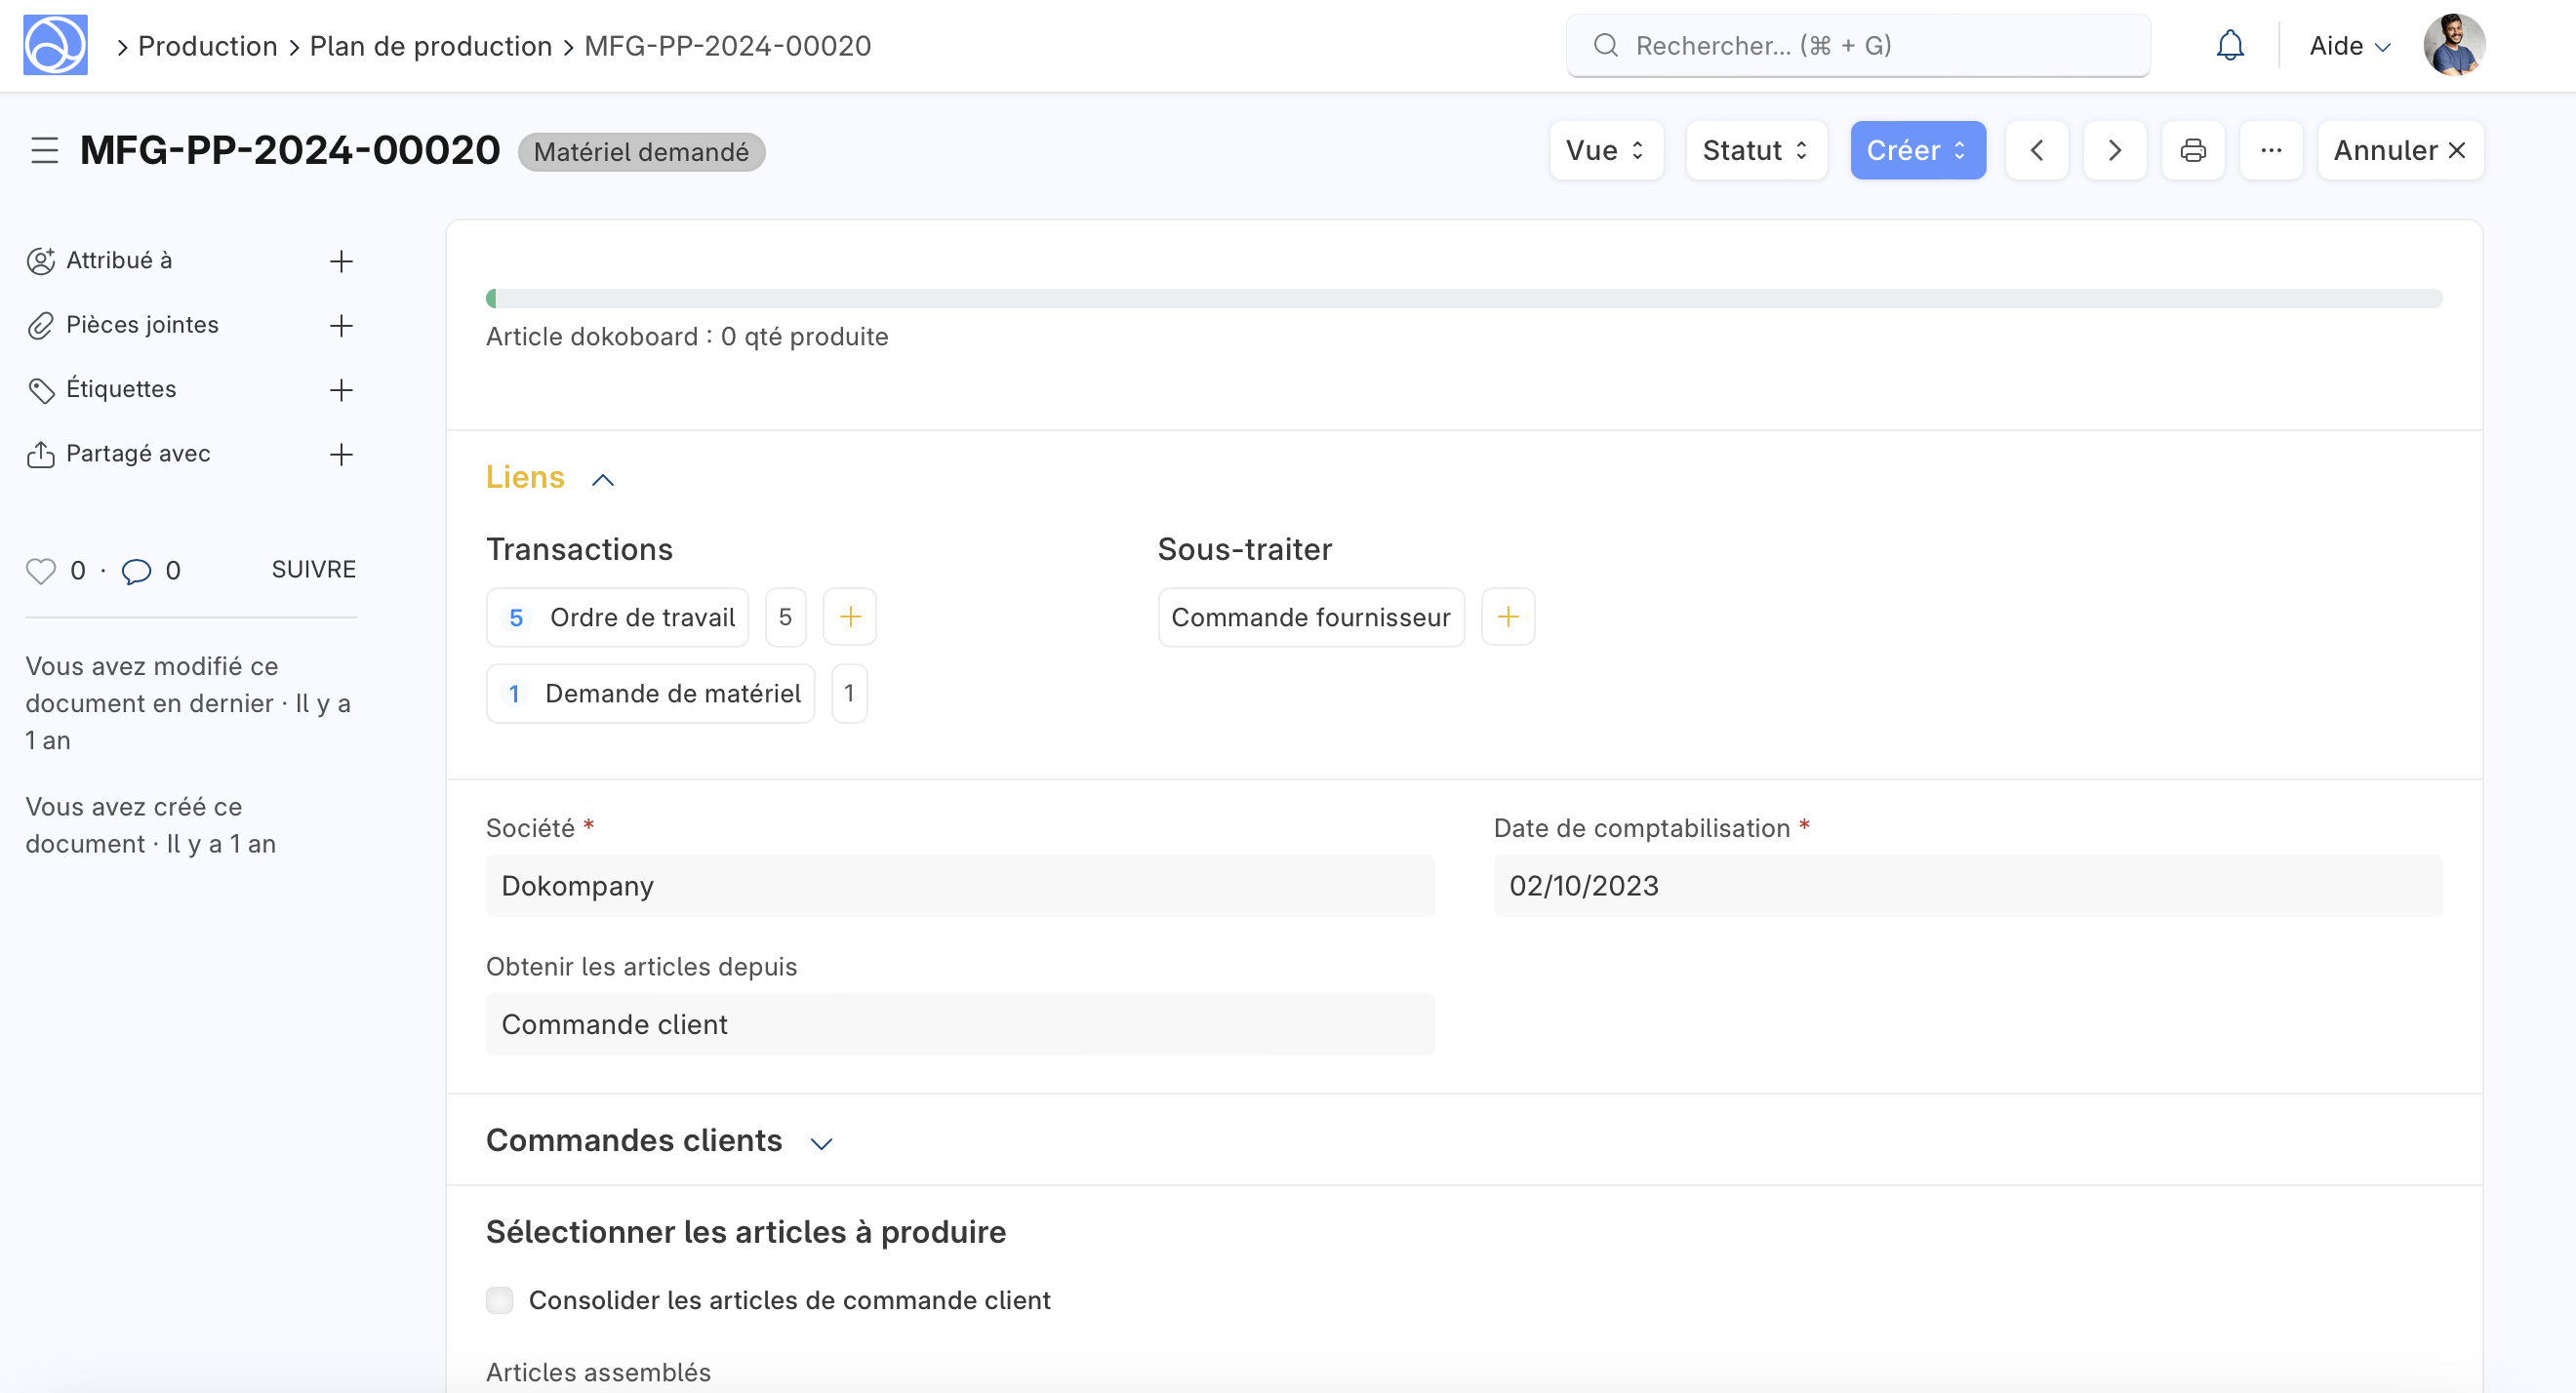 Production
Plan de production
MFG-PP-2024-00020
Rechercher... (⌘ + G)
Aide
MFG-PP-2024-00020
Matériel demandé
Vue
Statut
Créer
Annuler
Attribué à
Pièces jointes
Étiquettes
Partagé avec
0 · 0
SUIVRE
Vous avez modifié ce
document en dernier · Il y a
1 an
Vous avez créé ce
document · Il y a 1 an
Article dokoboard : 0 qté produite
Liens
Transactions
Sous-traiter
5 Ordre de travail 5
Commande fournisseur
1 Demande de matériel 1
Société *
Date de comptabilisation *
Dokompany
02/10/2023
Obtenir les articles depuis
Commande client
Commandes clients
Sélectionner les articles à produire
Consolider les articles de commande client
Articles assemblés